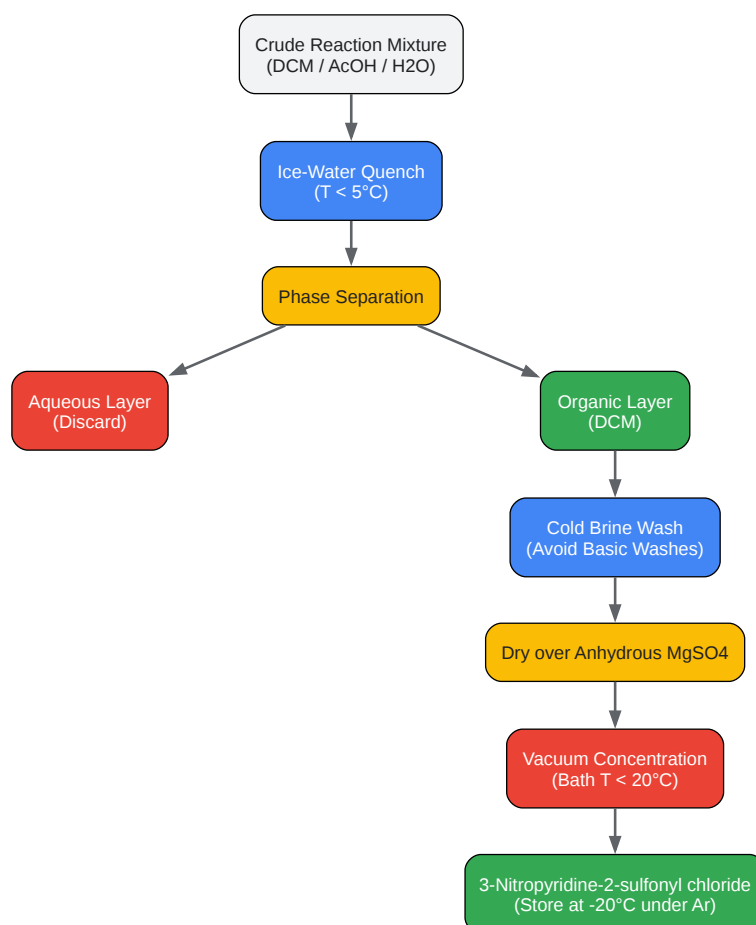 Crude Reaction Mixture
(DCM / AcOH / H2O)
Ice-Water Quench
(T < 5°C)
Phase Separation
Aqueous Layer
(Discard)
Organic Layer
(DCM)
Cold Brine Wash
(Avoid Basic Washes)
Dry over Anhydrous MgSO4
Vacuum Concentration
(Bath T < 20°C)
3-Nitropyridine-2-sulfonyl chloride
(Store at -20°C under Ar)